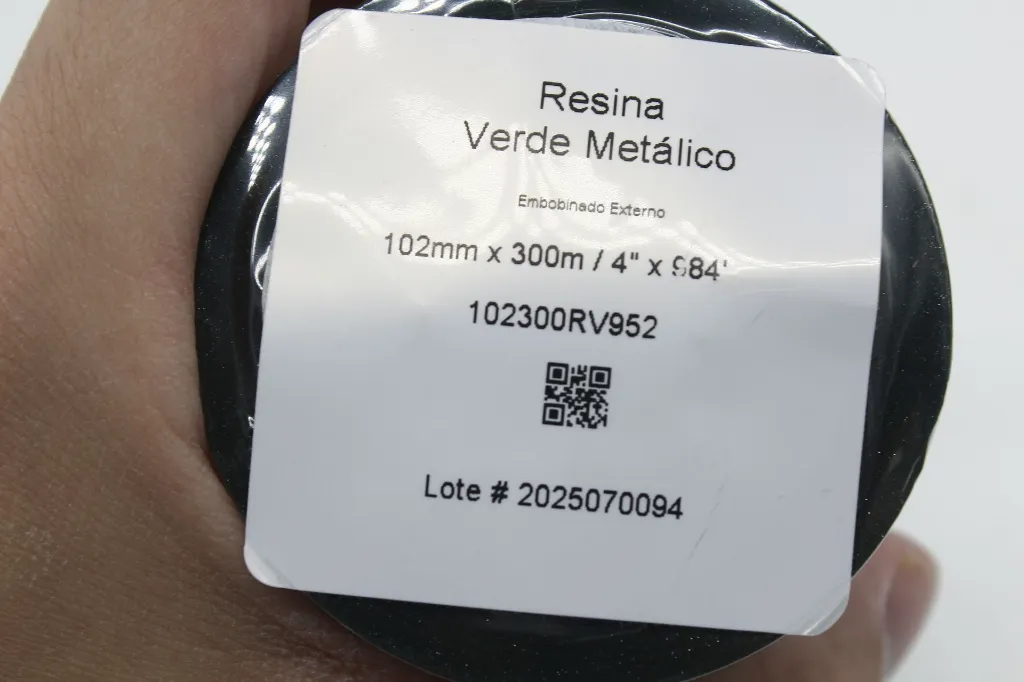 Resina
Verde Metálico
Embobinado Externo
102mm x 300m / 4" x 984'
102300RV952
Lote # 2025070094